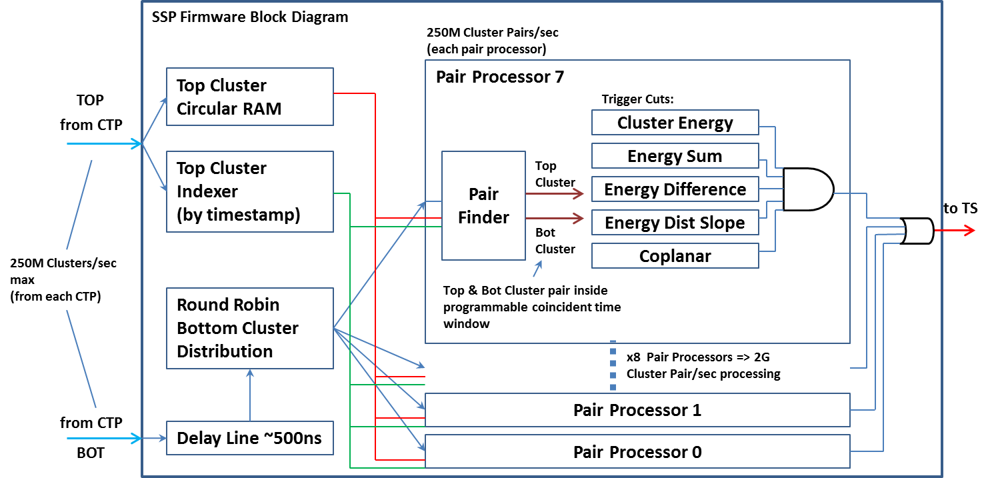 SSP Firmware Block Diagram
250M Cluster Pairs/sec
(each pair processor)
TOP
from CTP
Top Cluster
Circular RAM
Top Cluster
Indexer
(by timestamp)
250M Clusters/sec
max
(from each CTP)
Round Robin
Bottom Cluster
Distribution
from CTP
BOT
Delay Line ~500ns
Pair Processor 7
Trigger Cuts:
Cluster Energy
Energy Sum
Energy Difference
Energy Dist Slope
Coplanar
Pair
Finder
Top
Cluster
Bot
Cluster
Top & Bot Cluster pair inside
programmable coincident time
window
x8 Pair Processors => 2G
Cluster Pair/sec processing
Pair Processor 1
Pair Processor 0
to TS